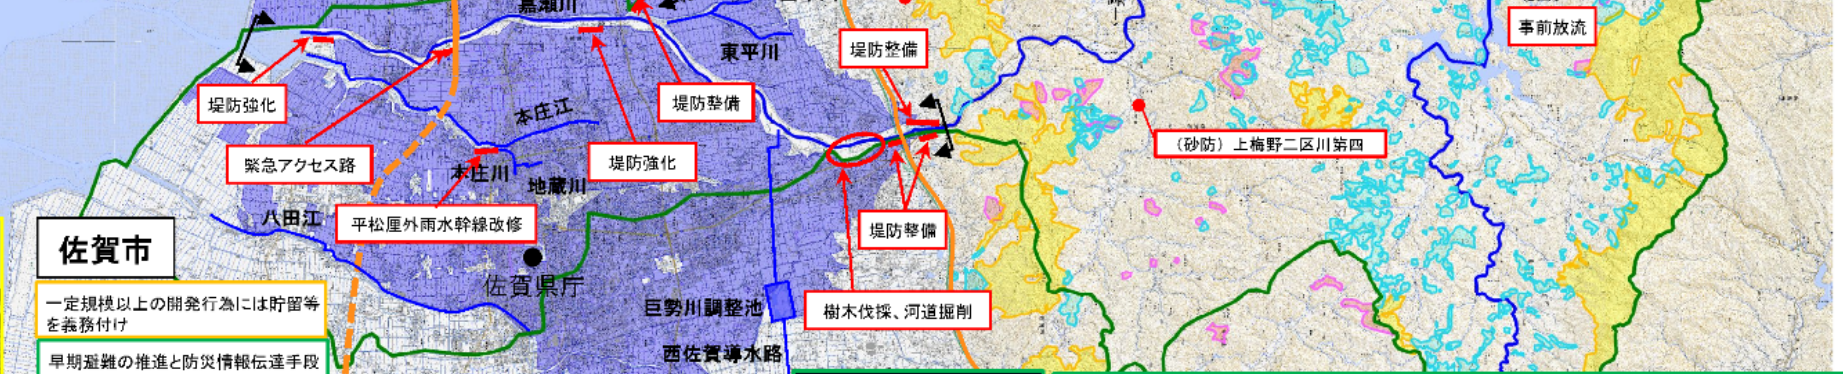 嘉瀬川
東平川
堤防整備
事前放流
堤防強化
堤防整備
本庄江
(砂防)上梅野二区川第四
緊急アクセス路
堤防強化
本庄川
地蔵川
八田江
平松厘外雨水幹線改修
堤防整備
佐賀市
佐賀県庁
一定規模以上の開発行為には貯留等
を義務付け
巨勢川調整池
樹木伐採、河道掘削
西佐賀導水路
早期避難の推進と防災情報伝達手段